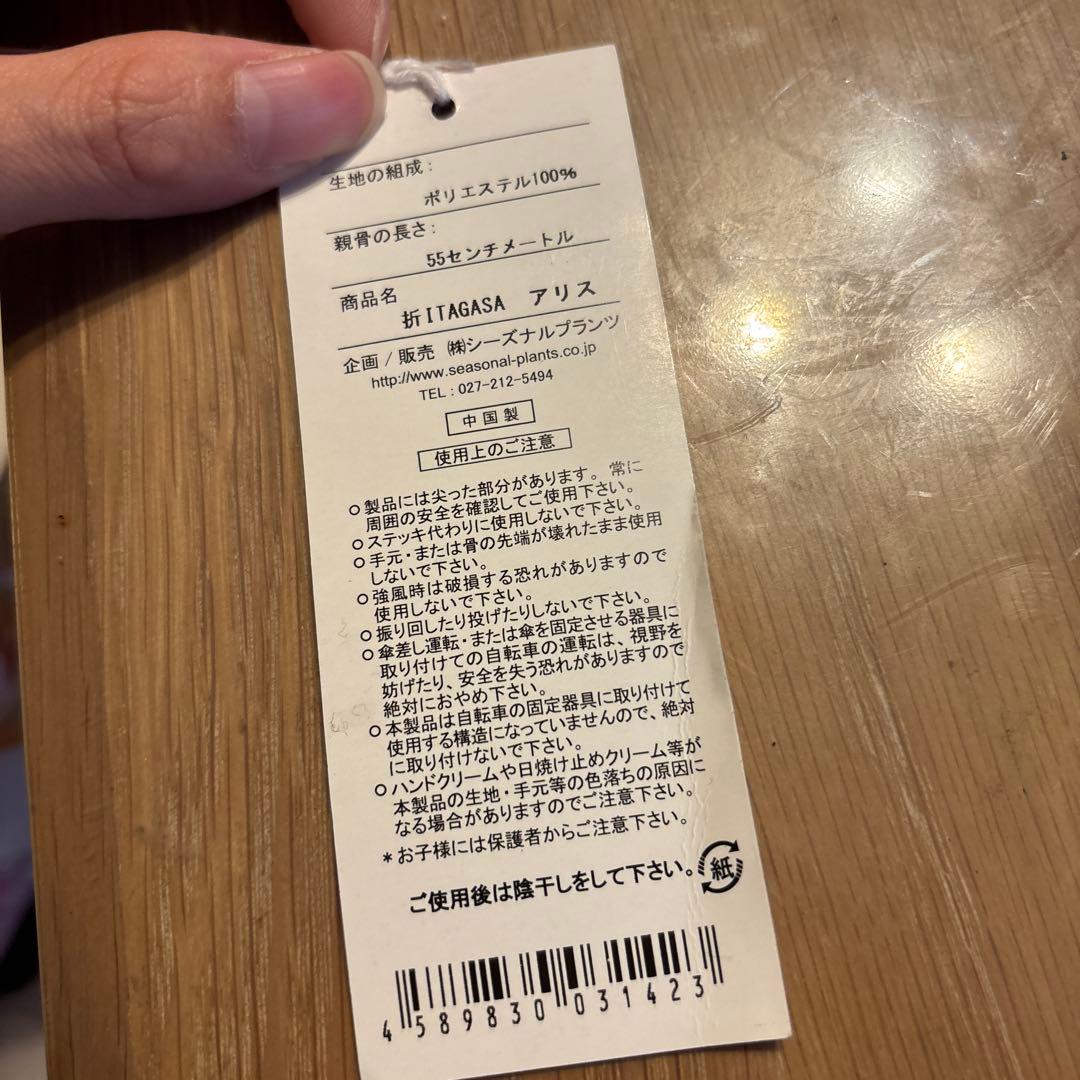 生地の組成:
ポリエステル100%
親骨の長さ:
55センチメートル
商品名
折ITAGASA アリス
企画 / 販売 ㈱シーズナルプランツ
http://www.seasonal-plants.co.jp
TEL : 027-212-5494
中国製
使用上のご注意
○製品には尖った部分があります。常に
周囲の安全を確認してご使用下さい。
○ステッキ代わりに使用しないで下さい。
○手元・または骨の先端が壊れたまま使用
しないで下さい。
○強風時は破損する恐れがありますので
使用しないで下さい。
○振り回したり投げたりしないで下さい。
○傘差し運転・または傘を固定させる器具に
取り付けての自転車の運転は、視野を
妨げたり、安全を失う恐れがありますので
絶対におやめ下さい。
○本製品は自転車の固定器具に取り付けて
使用する構造になっていませんので、絶対
に取り付けないで下さい。
○ハンドクリームや日焼け止めクリーム等が
本製品の生地・手元等の色落ちの原因に
なる場合がありますのでご注意下さい。
*お子様には保護者からご注意下さい。
ご使用後は陰干しをして下さい。
紙
4 589830 031423